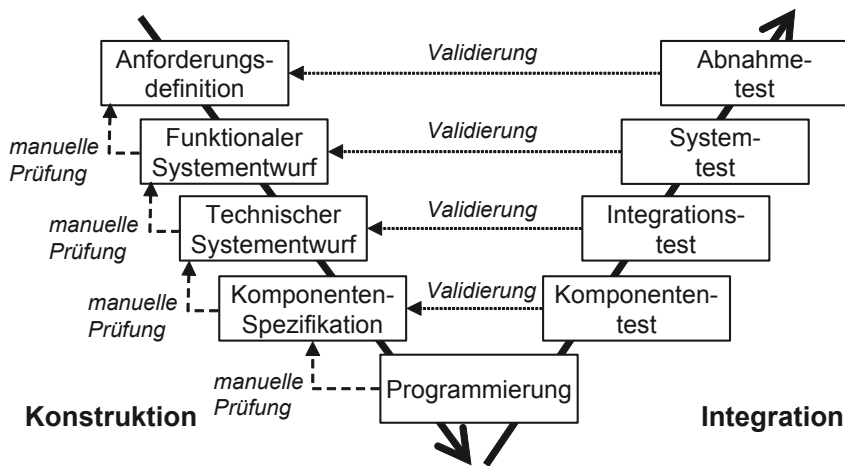 Validierung
Anforderungs-
definition
Abnahme-
test
manuelle
Prüfung
Funktionaler
Systementwurf
Validierung
System-
test
manuelle
Prüfung
Technischer
Systementwurf
Validierung
Integrations-
test
manuelle
Prüfung
Komponenten-
Spezifikation
Validierung
Komponenten-
test
manuelle
Prüfung
Programmierung
Konstruktion
Integration